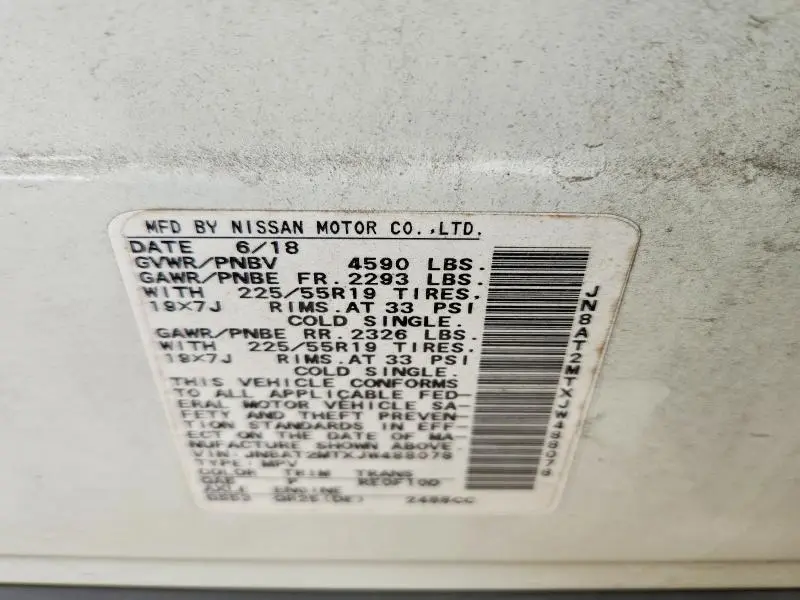 MFD BY NISSAN MOTOR CO.,LTD.
DATE 6/18
GVWR/PNBV 4590 LBS.
GAWR/PNBE FR. 2293 LBS.
WITH 225/55R19 TIRES.
19X7J RIMS. AT 33 PSI
COLD SINGLE.
GAWR/PNBE RR. 2326 LBS.
WITH 225/55R19 TIRES.
19X7J RIMS. AT 33 PSI
COLD SINGLE.
THIS VEHICLE CONFORMS
TO ALL APPLICABLE FED-
ERAL MOTOR VEHICLE SA-
FETY AND THEFT PREVEN-
TION STANDARDS IN EFF-
ECT ON THE DATE OF MA-
NUFACTURE SHOWN ABOVE.
VIN: JN8AT2MTXJW488078
TYPE: MPV
COLOR TRIM TRANS
QAB P RE0F10D
AXLE ENGINE
QR25(DE) 2488CC
JN8AT2MTXJW488078